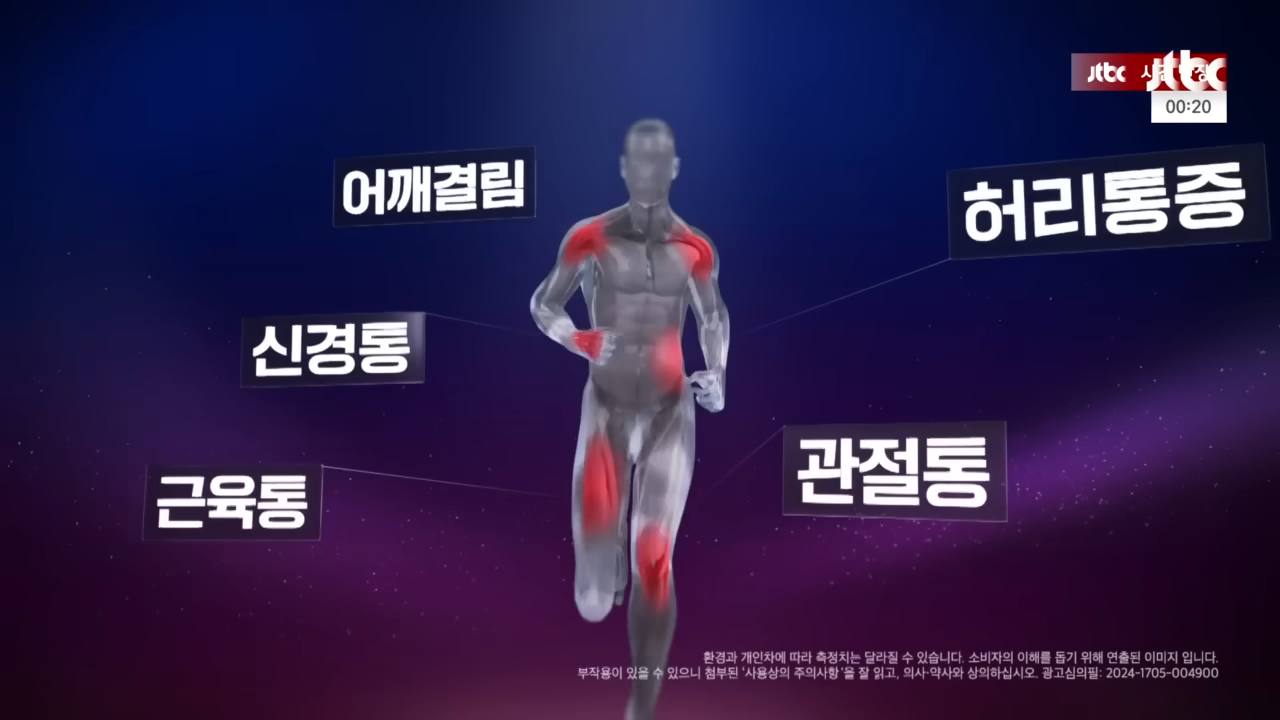 jtbc
jtbc
00:20
어깨결림
허리통증
신경통
관절통
근육통
환경과 개인차에 따라 측정치는 달라질 수 있습니다. 소비자의 이해를 돕기 위해 연출된 이미지 입니다.
부작용이 있을 수 있으니 첨부된 '사용상의 주의사항'을 잘 읽고, 의사·약사와 상의하십시오. 광고심의필: 2024-1705-004900